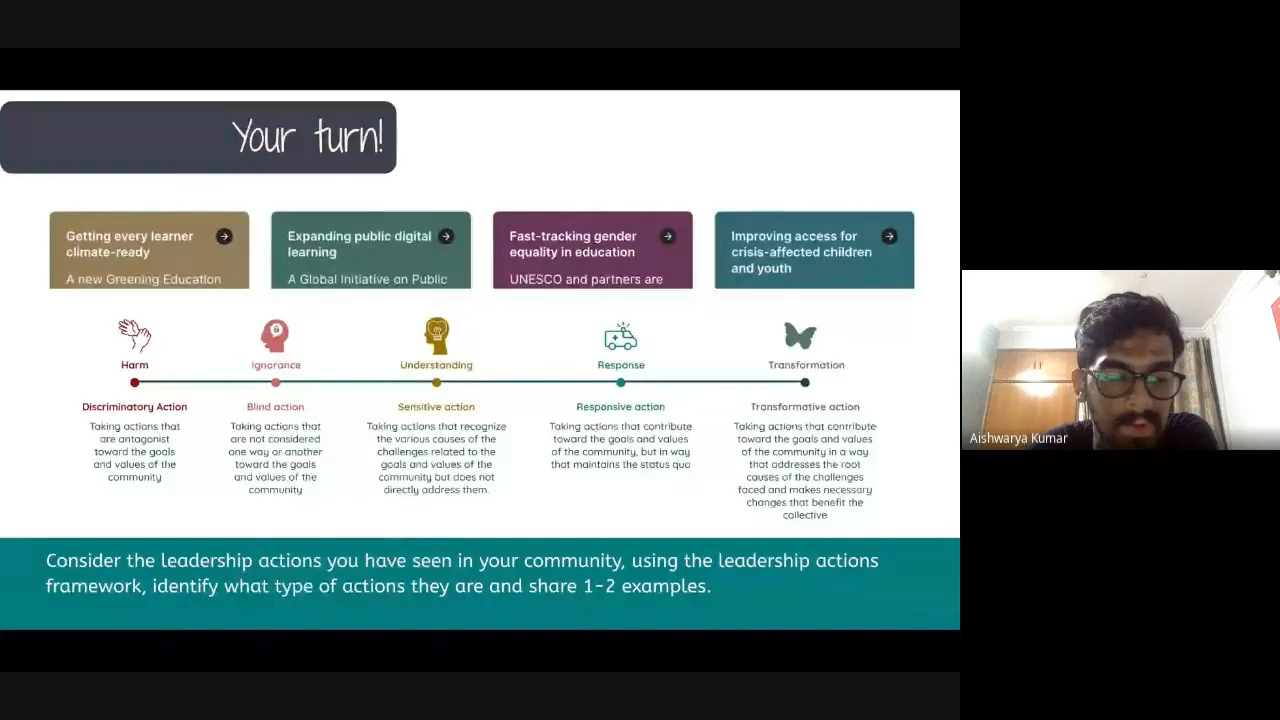 Your turn!
Getting every learner
climate-ready
A new Greening Education
Expanding public digital
learning
A Global Initiative on Public
Fast-tracking gender
equality in education
UNESCO and partners are
Improving access for
crisis-affected children
and youth
Harm
Ignorance
Understanding
Response
Transformation
Discriminatory Action
Taking actions that
are antagonist
toward the goals
and values of the
community
Blind action
Taking actions that
are not considered
one way or another
toward the goals
and values of the
community
Sensitive action
Taking actions that recognize
the various causes of the
challenges related to the
goals and values of the
community but does not
directly address them.
Responsive action
Taking actions that contribute
toward the goals and values
of the community, but in way
that maintains the status quo
Transformative action
Taking actions that contribute
toward the goals and values
of the community in a way
that addresses the root
causes of the challenges
faced and makes necessary
changes that benefit the
collective
Consider the leadership actions you have seen in your community, using the leadership actions
framework, identify what type of actions they are and share 1-2 examples.
Aishwarya Kumar